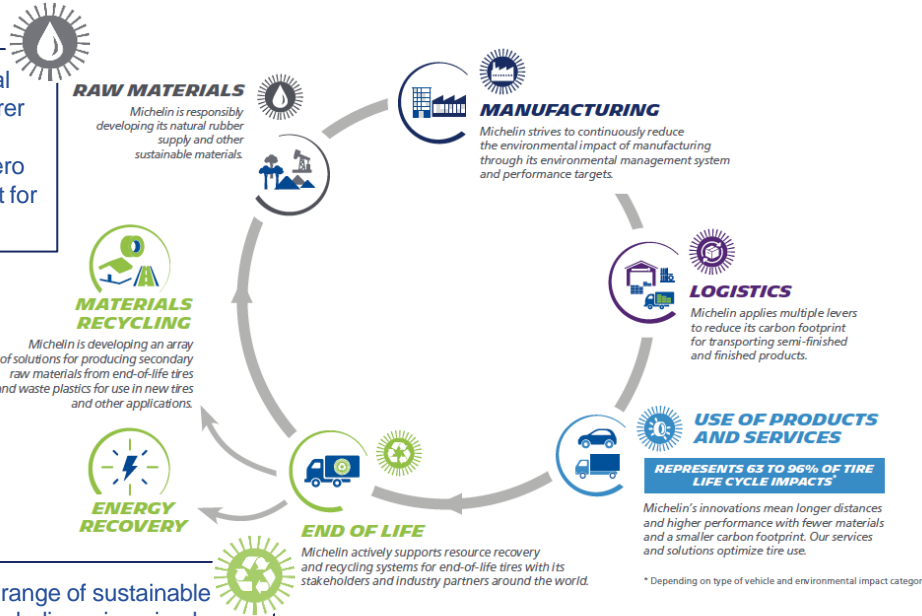 al
rer
ero
t for
RAW MATERIALS
Michelin is responsibly
developing its natural rubber
supply and other
sustainable materials.
MANUFACTURING
Michelin strives to continuously reduce
the environmental impact of manufacturing
through its environmental management system
and performance targets.
LOGISTICS
Michelin applies multiple levers
to reduce its carbon footprint
for transporting semi-finished
and finished products.
USE OF PRODUCTS
AND SERVICES
REPRESENTS 63 TO 96% OF TIRE
LIFE CYCLE IMPACTS*
Michelin's innovations mean longer distances
and higher performance with fewer materials
and a smaller carbon footprint. Our services
and solutions optimize tire use.
* Depending on type of vehicle and environmental impact categor
END OF LIFE
Michelin actively supports resource recovery
and recycling systems for end-of-life tires with its
stakeholders and industry partners around the world.
MATERIALS
RECYCLING
Michelin is developing an array
of solutions for producing secondary
raw materials from end-of-life tires
and waste plastics for use in new tires
and other applications.
ENERGY
RECOVERY
range of sustainable